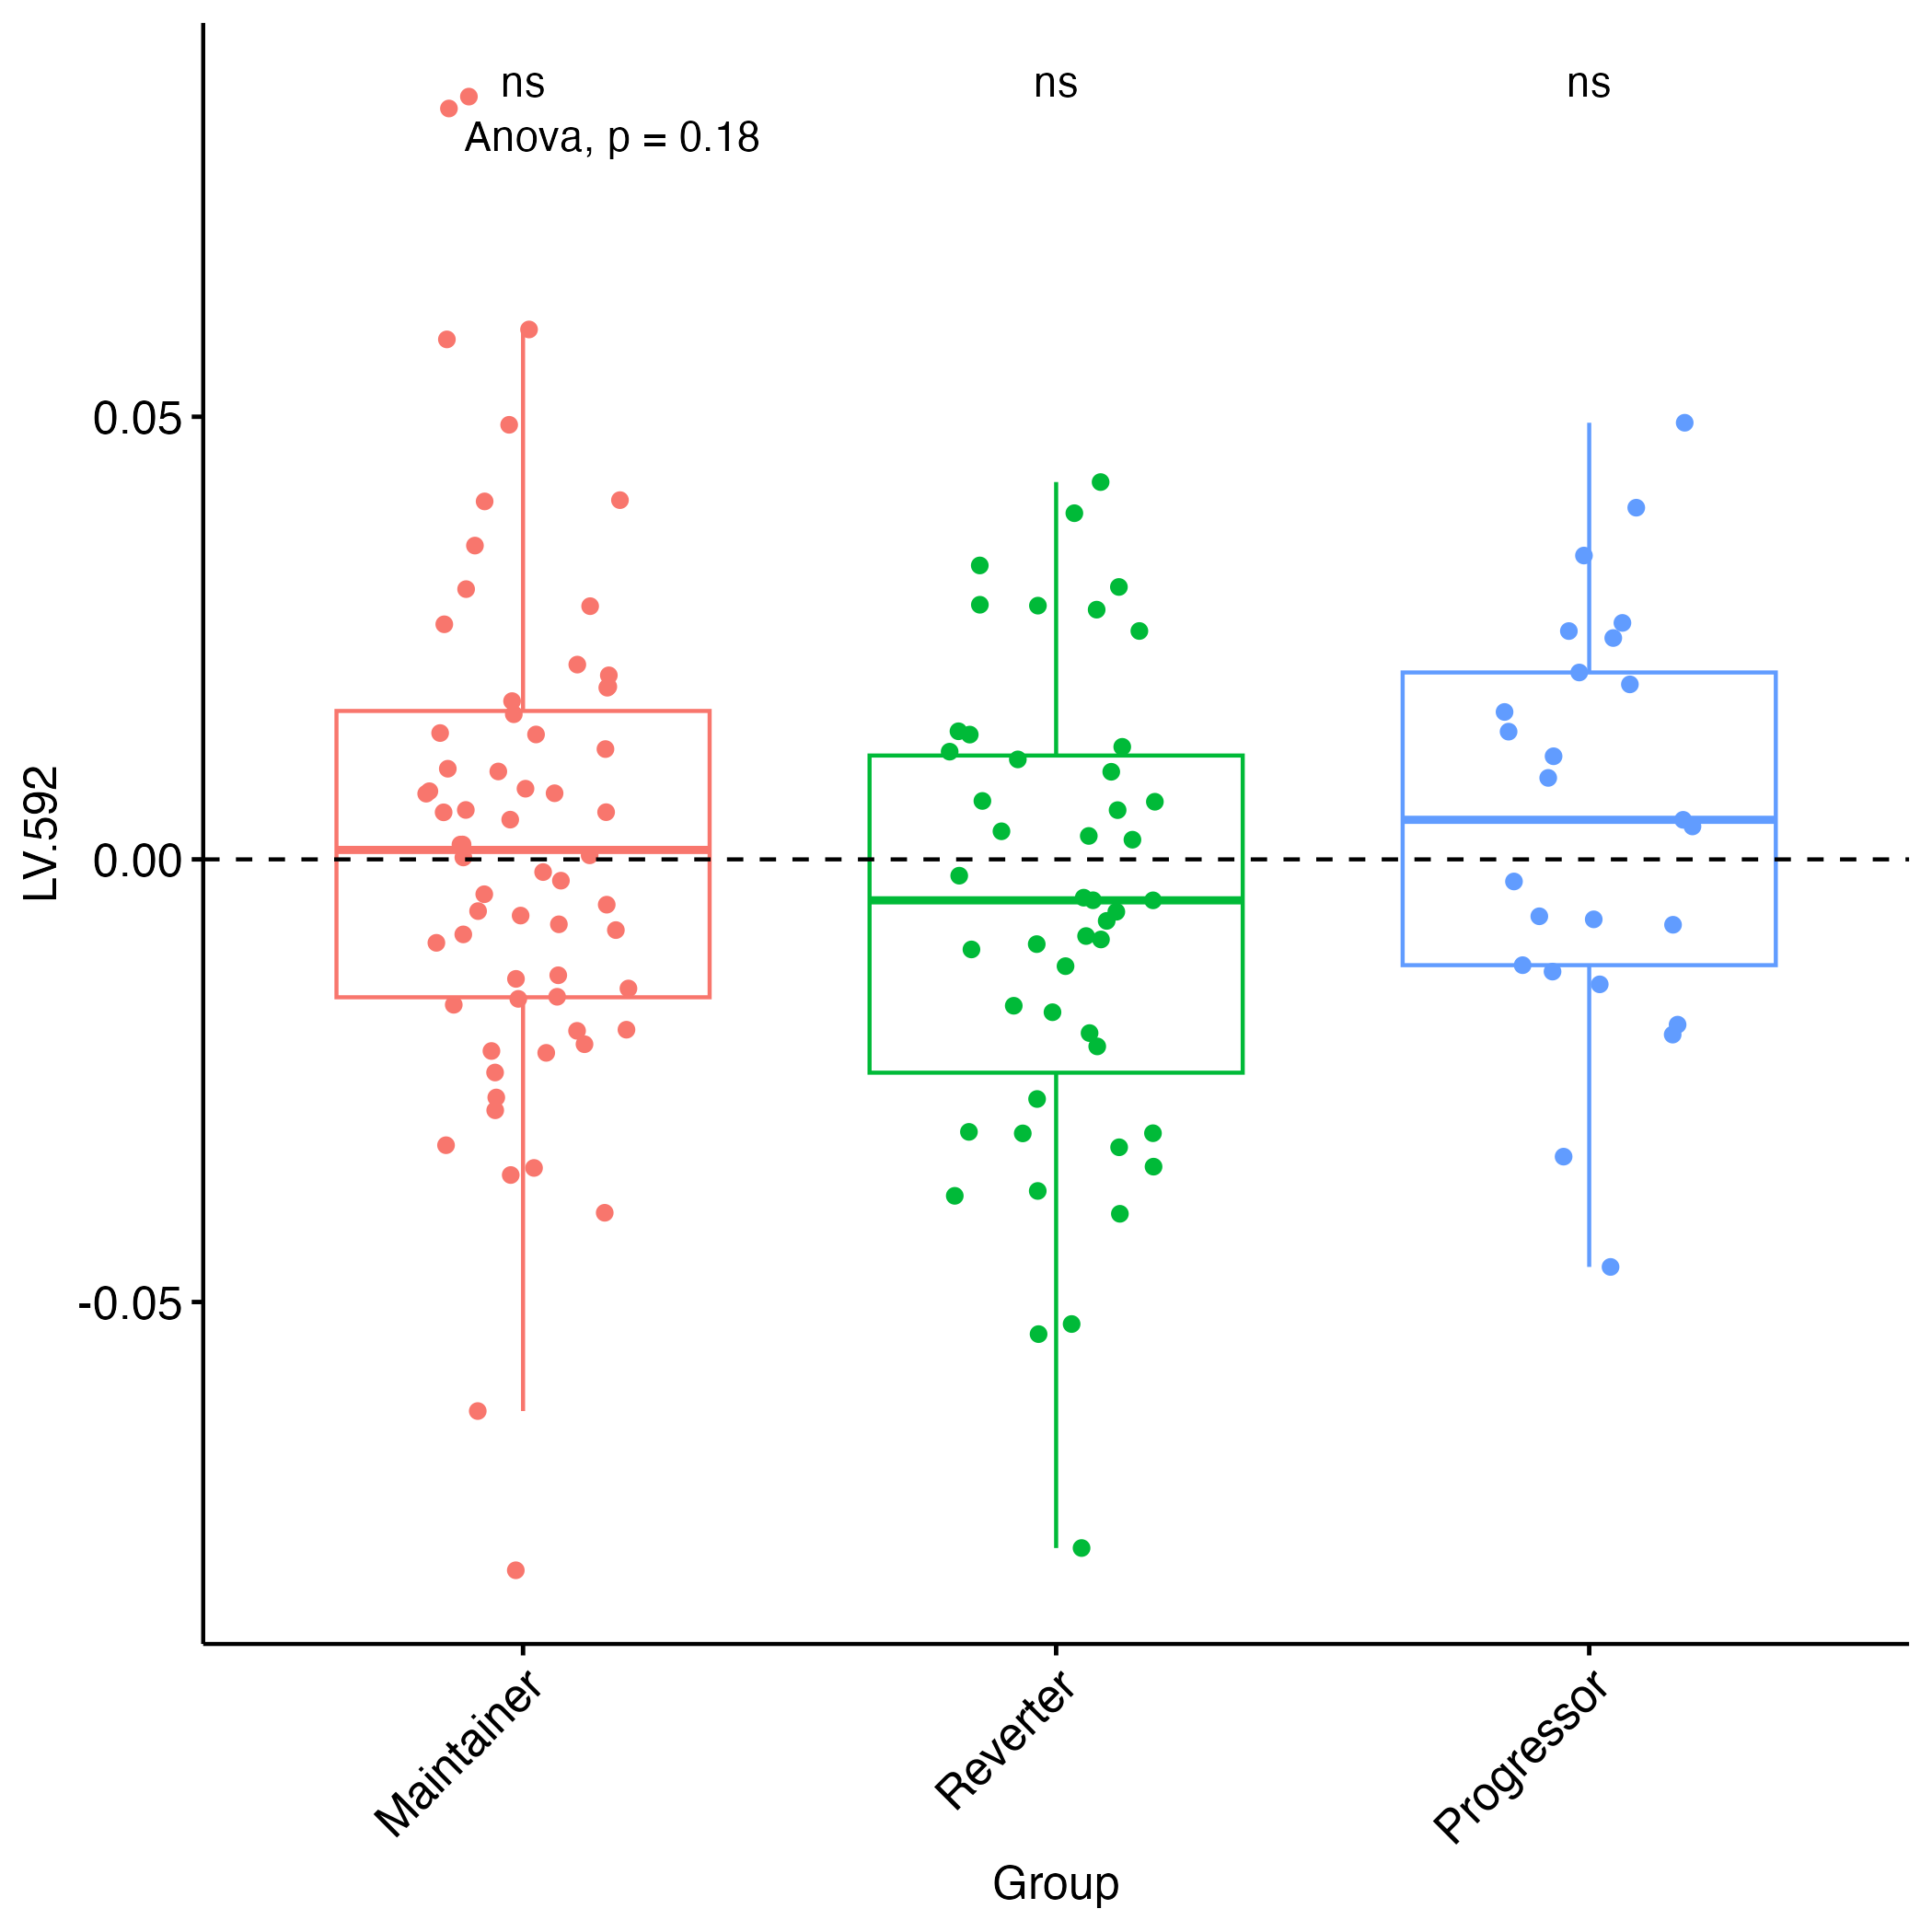 ns ns ns
Anova, p = 0.18
0.05
0.00
-0.05
LV.592
Maintainer Reverter Progressor
Group